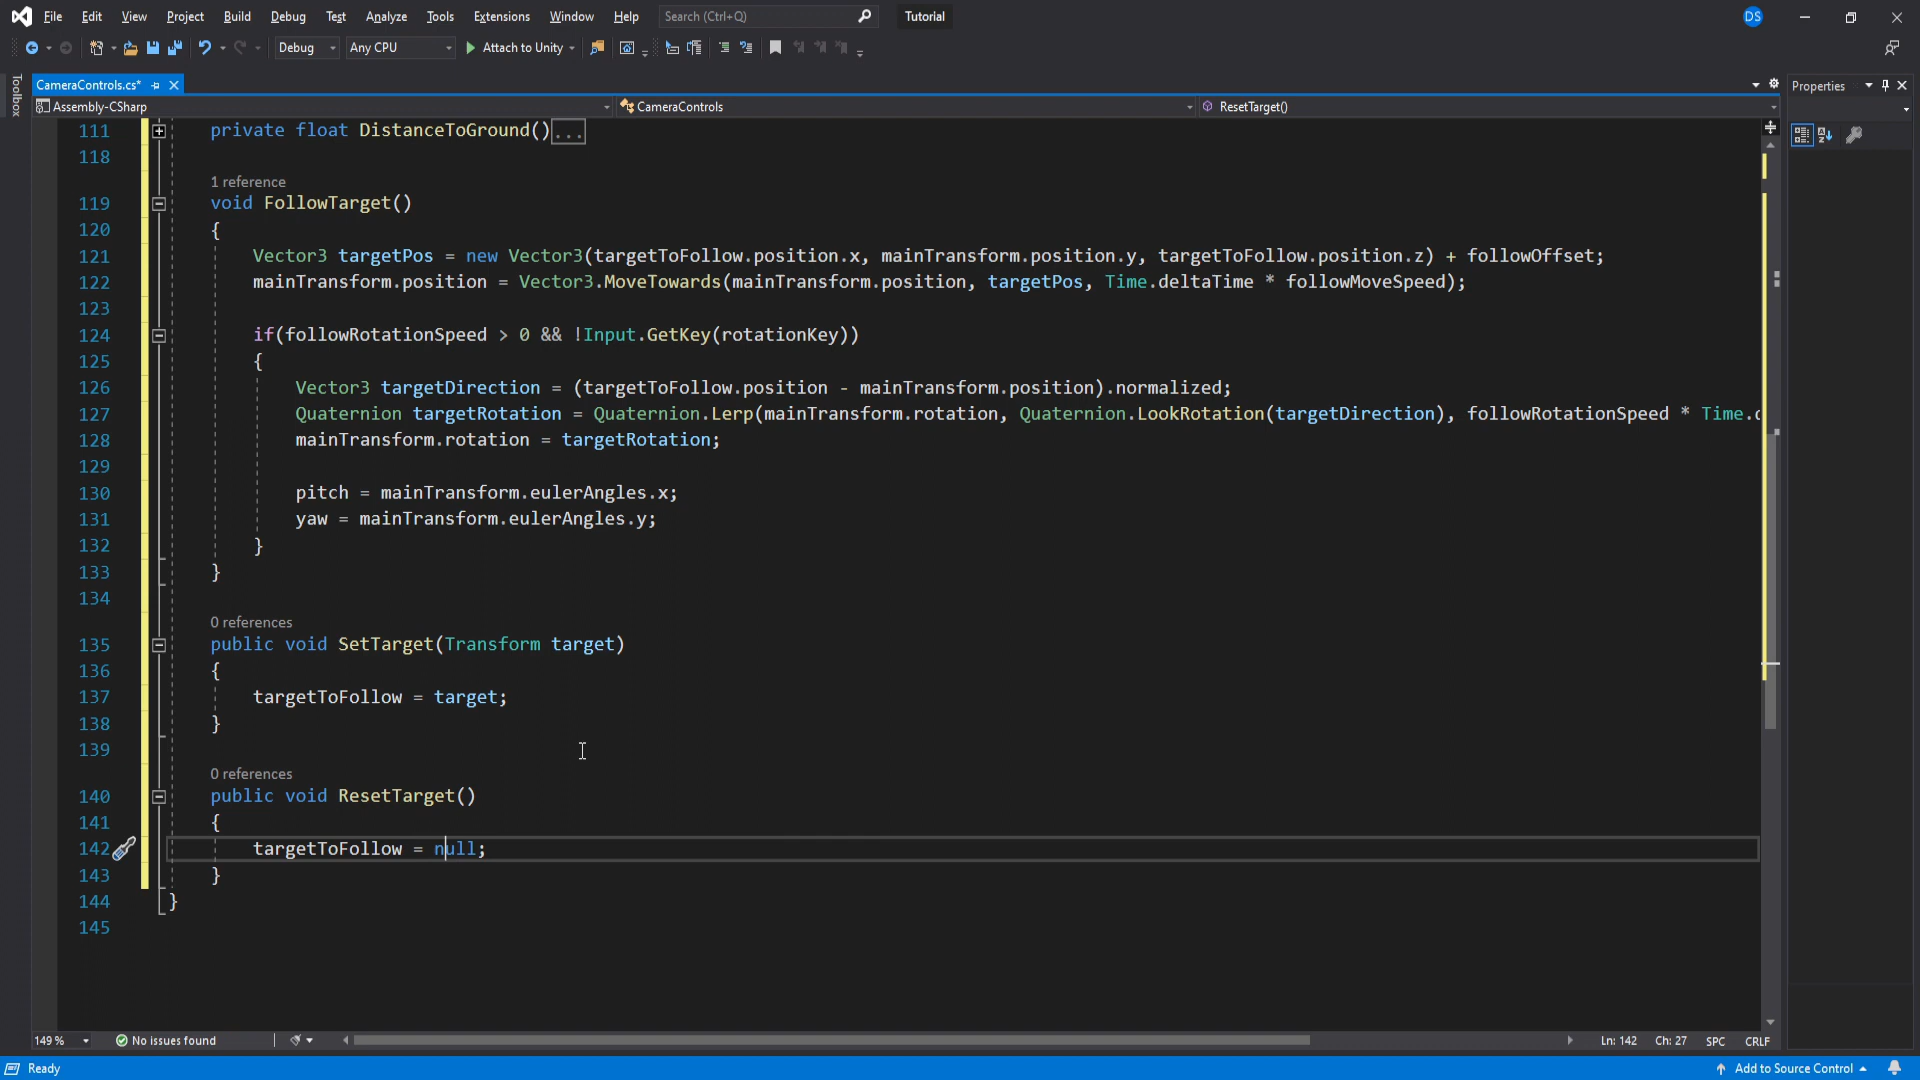 File Edit View Project Build Debug Test Analyze Tools Extensions Window Help Search (Ctrl+Q) Tutorial DS
Debug Any CPU Attach to Unity
Toolbox
CameraControls.cs*
Properties
Assembly-CSharp CameraControls ResetTarget()
111 private float DistanceToGround()...
118
1 reference
119 void FollowTarget()
120 {
121 Vector3 targetPos = new Vector3(targetToFollow.position.x, mainTransform.position.y, targetToFollow.position.z) + followOffset;
122 mainTransform.position = Vector3.MoveTowards(mainTransform.position, targetPos, Time.deltaTime * followMoveSpeed);
123
124 if(followRotationSpeed > 0 && !Input.GetKey(rotationKey))
125 {
126 Vector3 targetDirection = (targetToFollow.position - mainTransform.position).normalized;
127 Quaternion targetRotation = Quaternion.Lerp(mainTransform.rotation, Quaternion.LookRotation(targetDirection), followRotationSpeed * Time.
128 mainTransform.rotation = targetRotation;
129
130 pitch = mainTransform.eulerAngles.x;
131 yaw = mainTransform.eulerAngles.y;
132 }
133 }
134
0 references
135 public void SetTarget(Transform target)
136 {
137 targetToFollow = target;
138 }
139
0 references
140 public void ResetTarget()
141 {
142 targetToFollow = null;
143 }
144 }
145
149 % No issues found Ln: 142 Ch: 27 SPC CRLF
Ready Add to Source Control